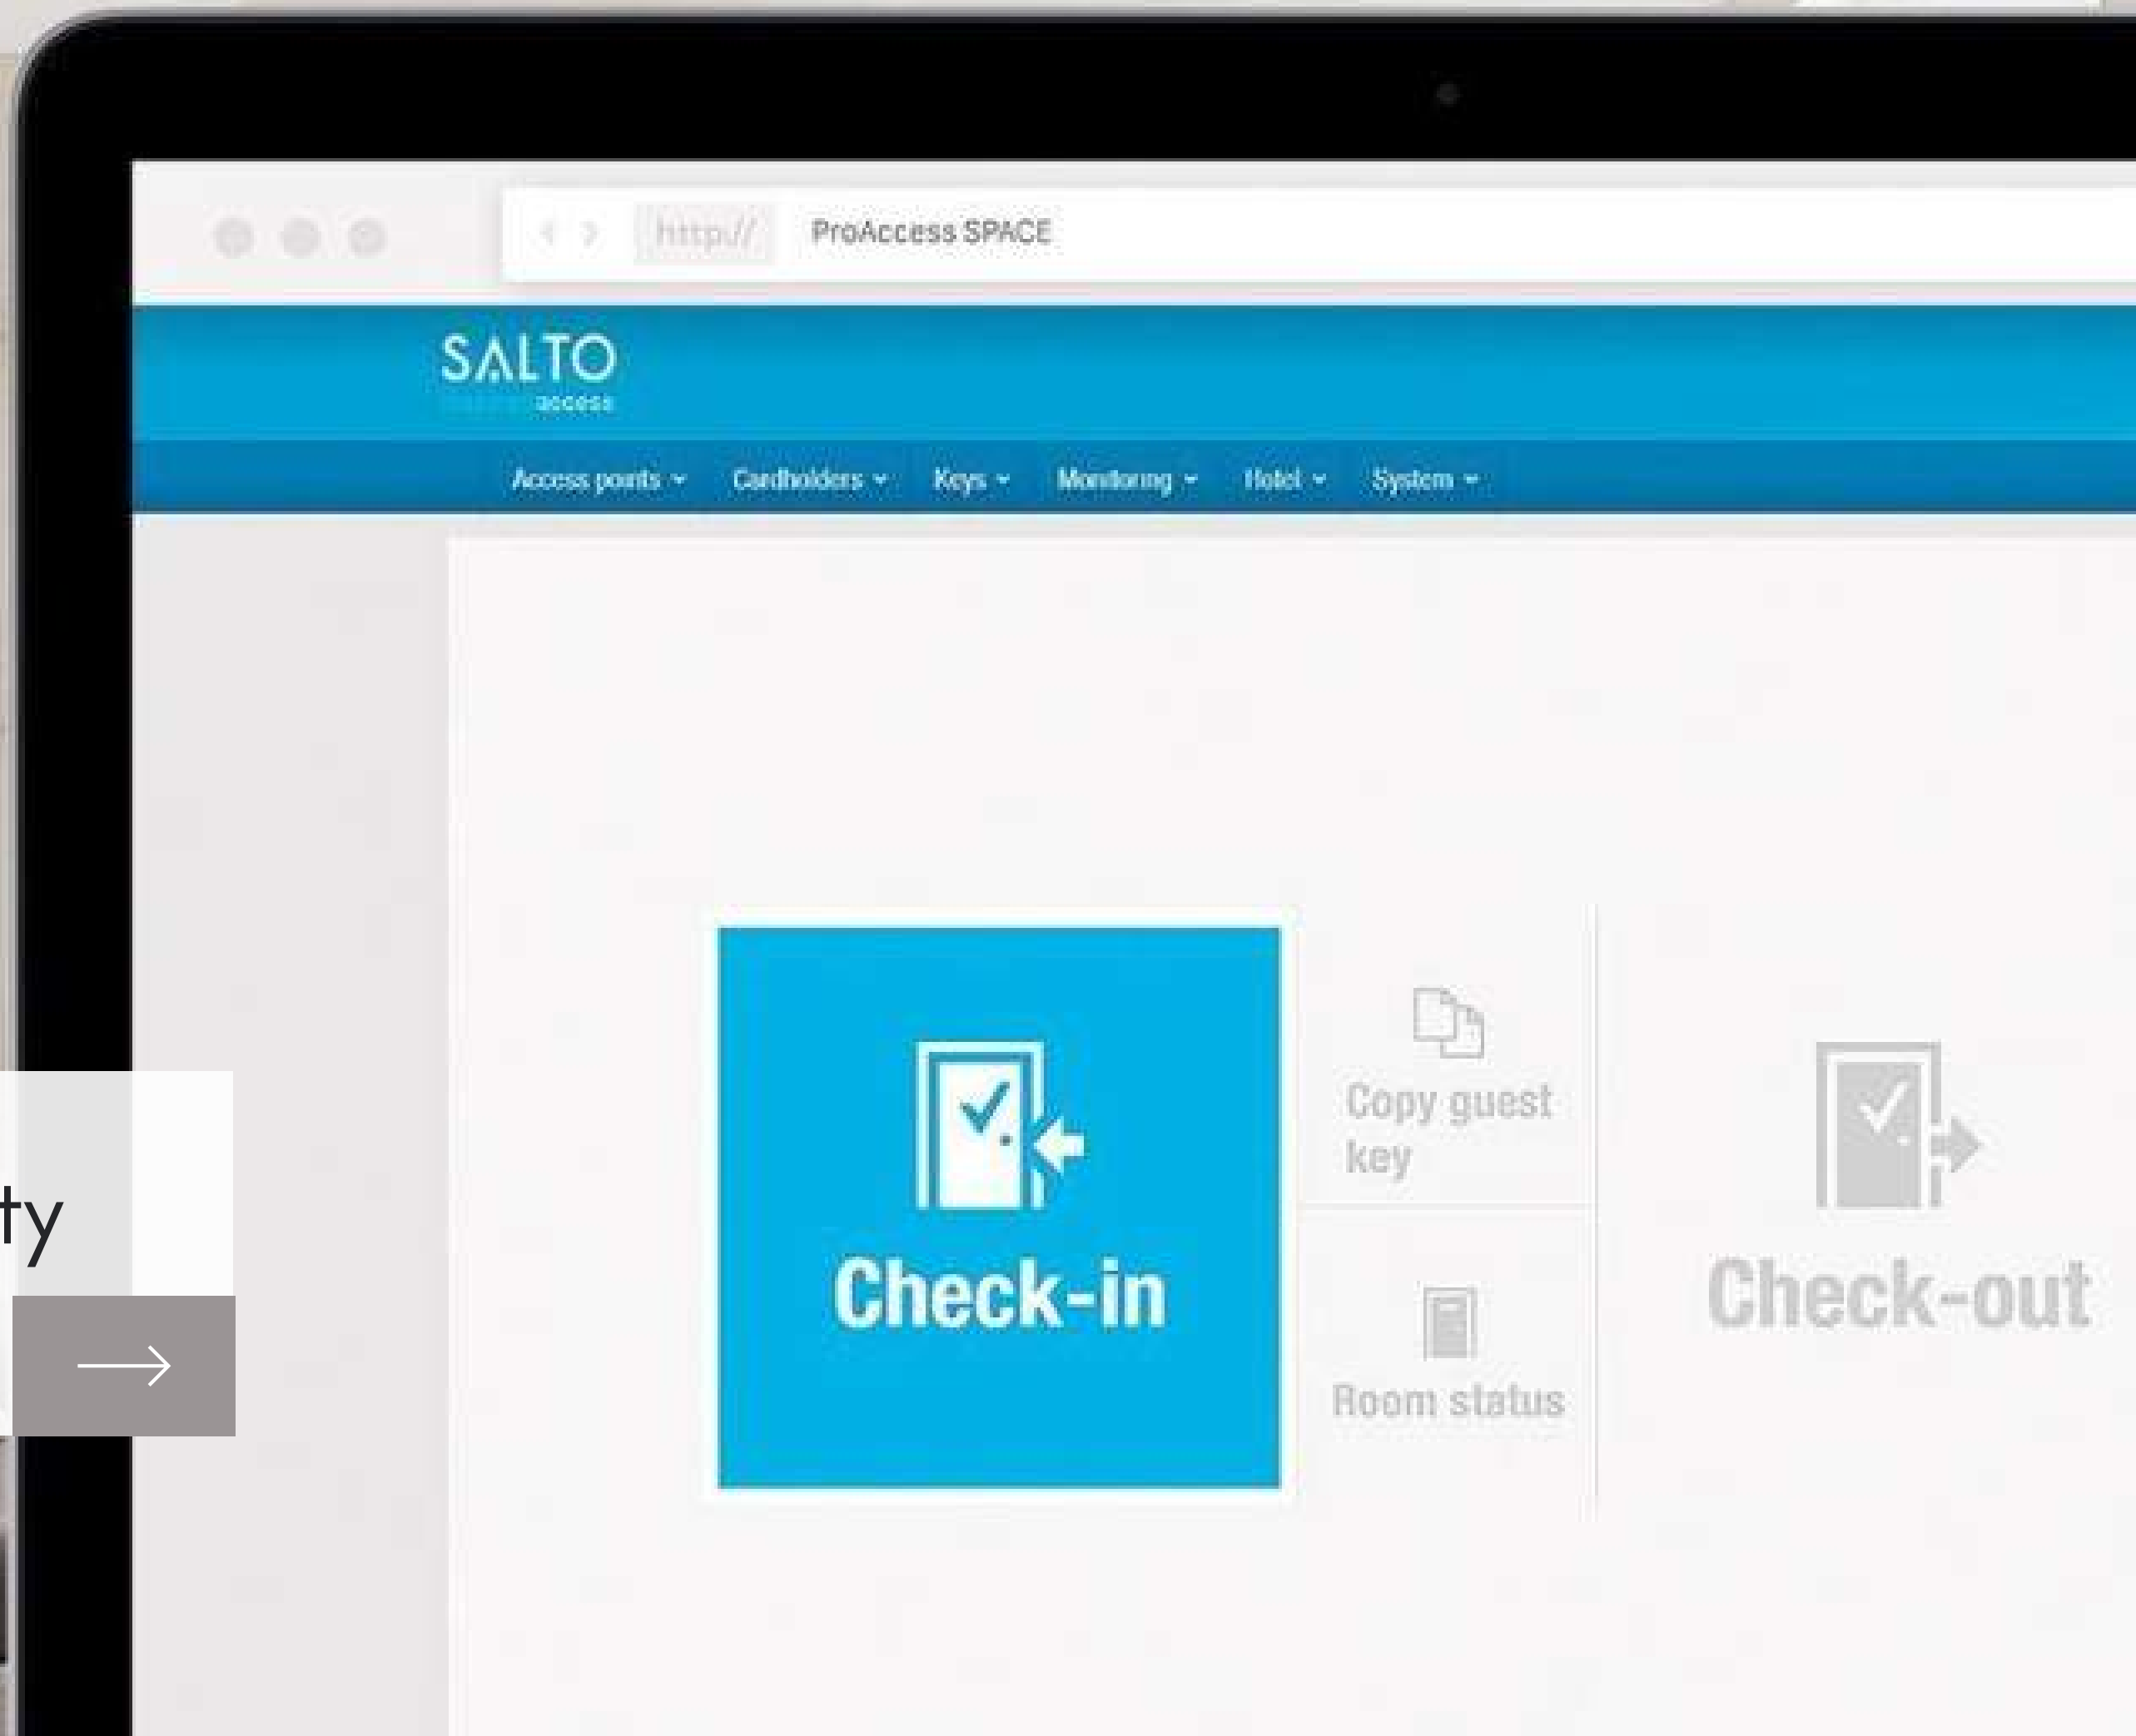 http:// ProAccess SPACE
SALTO
access
Access points Cardholders Keys Monitoring Hotel System
Copy guest
key
ty
Check-in
Check-out
Room status